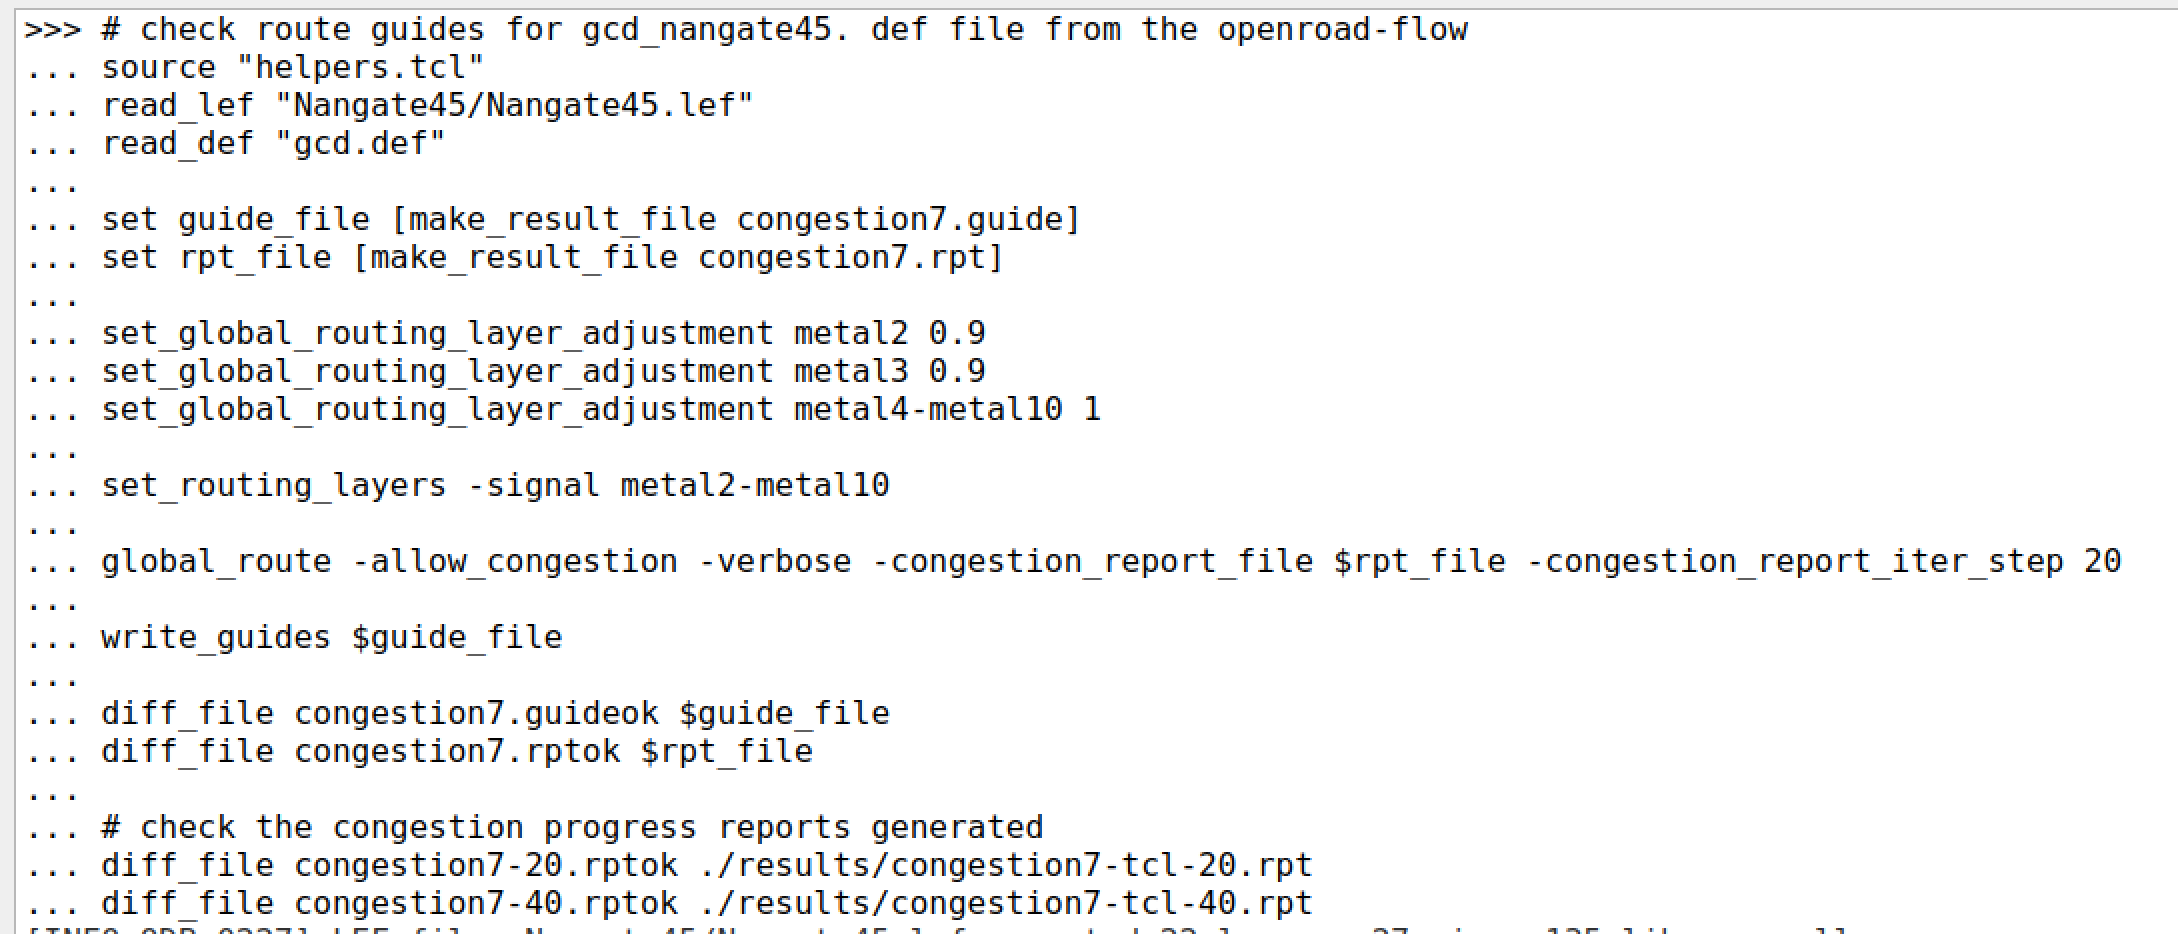 >>> # check route guides for gcd_nangate45. def file from the openroad-flow
... source "helpers.tcl"
... read_lef "Nangate45/Nangate45.lef"
... read_def "gcd.def"
...
... set guide_file [make_result_file congestion7.guide]
... set rpt_file [make_result_file congestion7.rpt]
...
... set_global_routing_layer_adjustment metal2 0.9
... set_global_routing_layer_adjustment metal3 0.9
... set_global_routing_layer_adjustment metal4-metal10 1
...
... set_routing_layers -signal metal2-metal10
...
... global_route -allow_congestion -verbose -congestion_report_file $rpt_file -congestion_report_iter_step 20
...
... write_guides $guide_file
...
... diff_file congestion7.guideok $guide_file
... diff_file congestion7.rptok $rpt_file
...
... # check the congestion progress reports generated
... diff_file congestion7-20.rptok ./results/congestion7-tcl-20.rpt
... diff_file congestion7-40.rptok ./results/congestion7-tcl-40.rpt